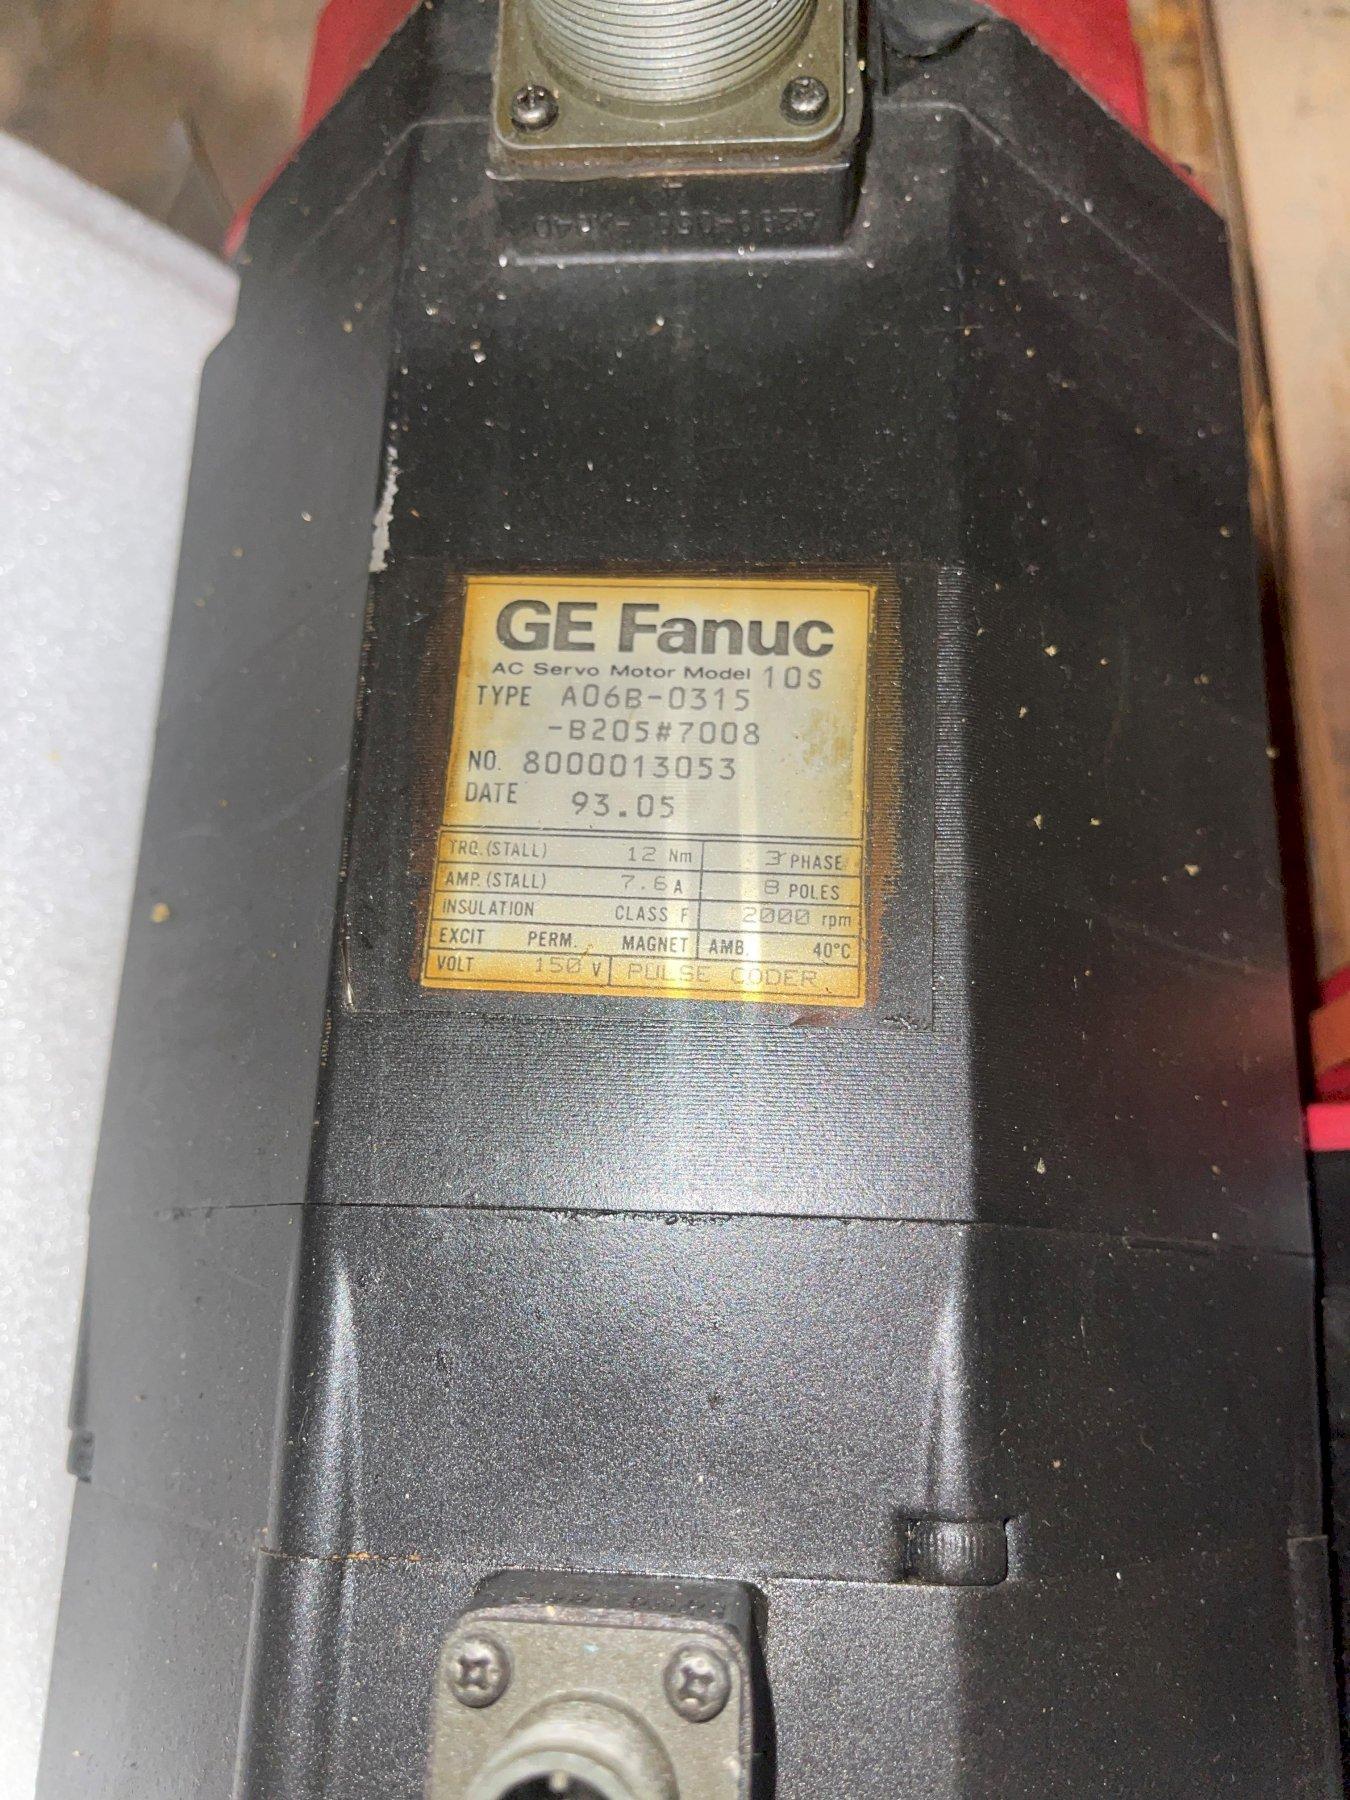 GE Fanuc
AC Servo Motor Model 10S
TYPE A06B-0315
-B205#7008
NO. 8000013053
DATE 93.05
TRQ.(STALL) 12 Nm 3 PHASE
AMP.(STALL) 7.6 A 8 POLES
INSULATION CLASS F 2000 rpm
EXCIT PERM. MAGNET AMB. 40°C
VOLT 150 V PULSE CODER